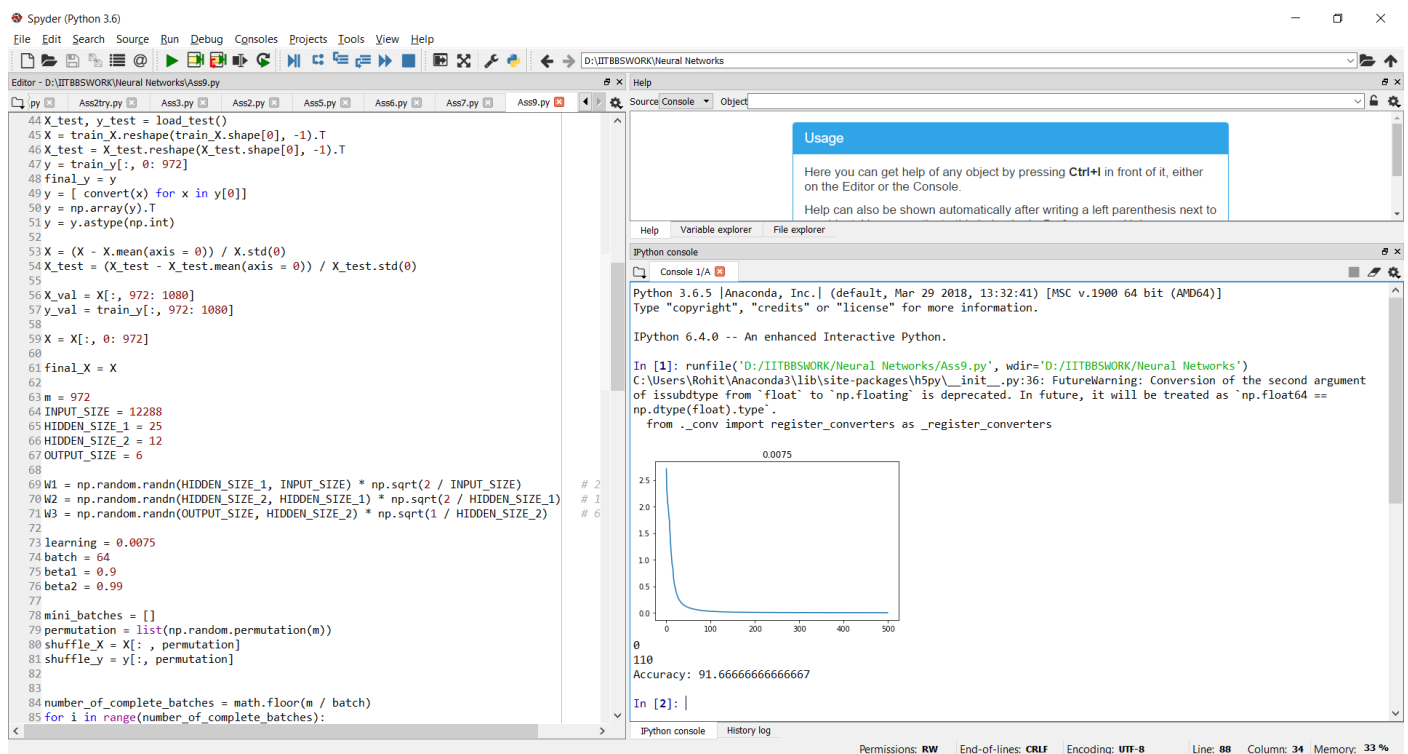 Spyder (Python 3.6)
File Edit Search Source Run Debug Consoles Projects Tools View Help
D:\IITBBSWORK\Neural Networks
Editor - D:\IITBBSWORK\Neural Networks\Ass9.py
py Ass2try.py Ass3.py Ass2.py Ass5.py Ass6.py Ass7.py Ass9.py
44 X_test, y_test = load_test()
45 X = train_X.reshape(train_X.shape[0], -1).T
46 X_test = X_test.reshape(X_test.shape[0], -1).T
47 y = train_y[:, 0: 972]
48 final_y = y
49 y = [ convert(x) for x in y[0]]
50 y = np.array(y).T
51 y = y.astype(np.int)
52
53 X = (X - X.mean(axis = 0)) / X.std(0)
54 X_test = (X_test - X_test.mean(axis = 0)) / X_test.std(0)
55
56 X_val = X[:, 972: 1080]
57 y_val = train_y[:, 972: 1080]
58
59 X = X[:, 0: 972]
60
61 final_X = X
62
63 m = 972
64 INPUT_SIZE = 12288
65 HIDDEN_SIZE_1 = 25
66 HIDDEN_SIZE_2 = 12
67 OUTPUT_SIZE = 6
68
69 W1 = np.random.randn(HIDDEN_SIZE_1, INPUT_SIZE) * np.sqrt(2 / INPUT_SIZE) # 2
70 W2 = np.random.randn(HIDDEN_SIZE_2, HIDDEN_SIZE_1) * np.sqrt(2 / HIDDEN_SIZE_1) # 1
71 W3 = np.random.randn(OUTPUT_SIZE, HIDDEN_SIZE_2) * np.sqrt(1 / HIDDEN_SIZE_2) # 6
72
73 learning = 0.0075
74 batch = 64
75 beta1 = 0.9
76 beta2 = 0.99
77
78 mini_batches = []
79 permutation = list(np.random.permutation(m))
80 shuffle_X = X[: , permutation]
81 shuffle_y = y[:, permutation]
82
83
84 number_of_complete_batches = math.floor(m / batch)
85 for i in range(number_of_complete_batches):
Help
Source Console Object
Usage
Here you can get help of any object by pressing Ctrl+I in front of it, either
on the Editor or the Console.
Help can also be shown automatically after writing a left parenthesis next to
Help Variable explorer File explorer
IPython console
Console 1/A
Python 3.6.5 |Anaconda, Inc.| (default, Mar 29 2018, 13:32:41) [MSC v.1900 64 bit (AMD64)]
Type "copyright", "credits" or "license" for more information.
IPython 6.4.0 -- An enhanced Interactive Python.
In [1]: runfile('D:/IITBBSWORK/Neural Networks/Ass9.py', wdir='D:/IITBBSWORK/Neural Networks')
C:\Users\Rohit\Anaconda3\lib\site-packages\h5py\__init__.py:36: FutureWarning: Conversion of the second argument
of issubdtype from `float` to `np.floating` is deprecated. In future, it will be treated as `np.float64 ==
np.dtype(float).type`.
from ._conv import register_converters as _register_converters
0.0075
2.5
2.0
1.5
1.0
0.5
0.0
0 100 200 300 400 500
0
110
Accuracy: 91.66666666666667
In [2]:
IPython console History log
Permissions: RW End-of-lines: CRLF Encoding: UTF-8 Line: 88 Column: 34 Memory: 33 %